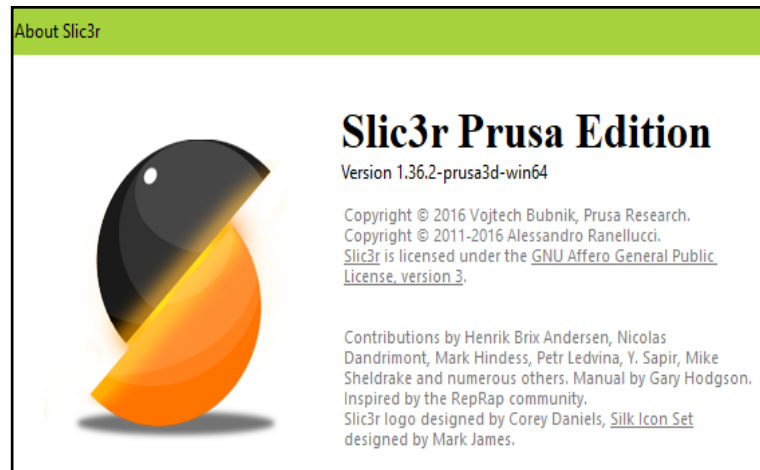 About Slic3r
Slic3r Prusa Edition
Version 1.36.2-prusa3d-win64
Copyright © 2016 Vojtech Bubnik, Prusa Research.
Copyright © 2011-2016 Alessandro Ranellucci.
Slic3r is licensed under the GNU Affero General Public
License, version 3.
Contributions by Henrik Brix Andersen, Nicolas
Dandrimont, Mark Hindess, Petr Ledvina, Y. Sapir, Mike
Sheldrake and numerous others. Manual by Gary Hodgson.
Inspired by the RepRap community.
Slic3r logo designed by Corey Daniels, Silk Icon Set
designed by Mark James.